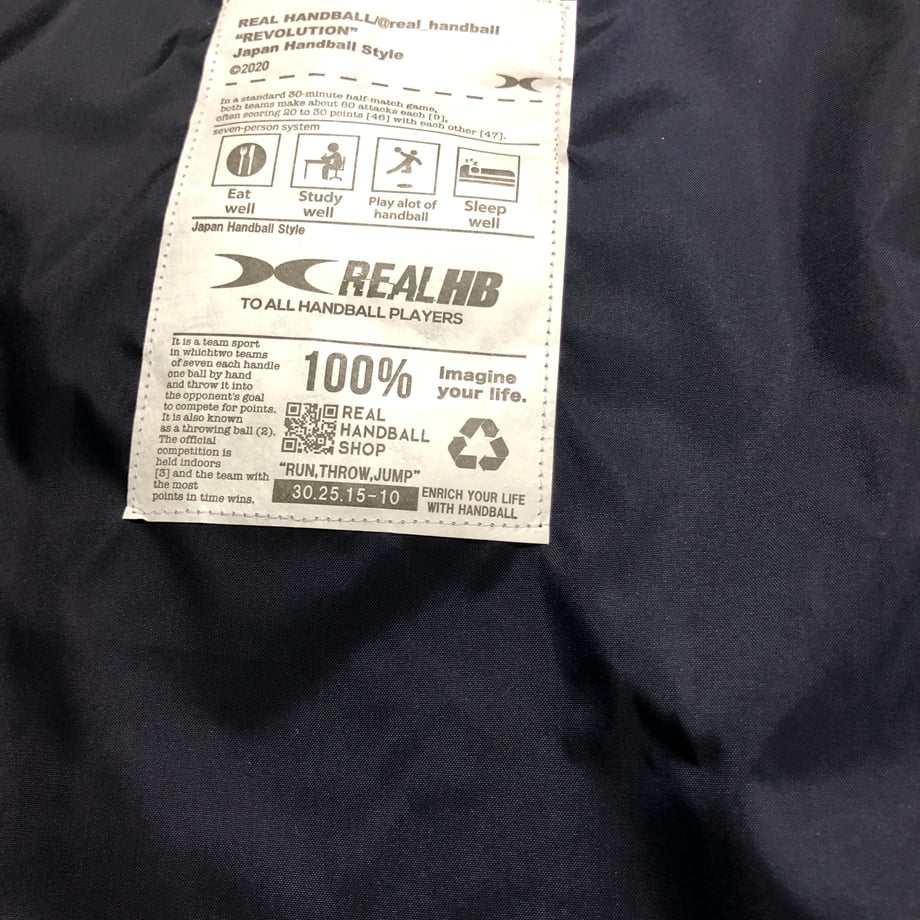 REAL HANDBALL/@real_handball
"REVOLUTION"
Japan Handball Style
©2020
In a standard 30-minute half-match game,
both teams make about 60 attacks each [9],
often scoring 20 to 30 points [46] with each other [47].
seven-person system
Eat
well
Study
well
Play alot of
handball
Sleep
well
Japan Handball Style
REALHB
TO ALL HANDBALL PLAYERS
It is a team sport
in whichtwo teams
of seven each handle
one ball by hand
and throw it into
the opponent's goal
to compete for points.
It is also known
as a throwing ball (2).
The official
competition is
held indoors
[3] and the team with
the most
points in time wins.
100%
Imagine
your life.
REAL
HANDBALL
SHOP
"RUN,THROW,JUMP"
30.25.15-10
ENRICH YOUR LIFE
WITH HANDBALL